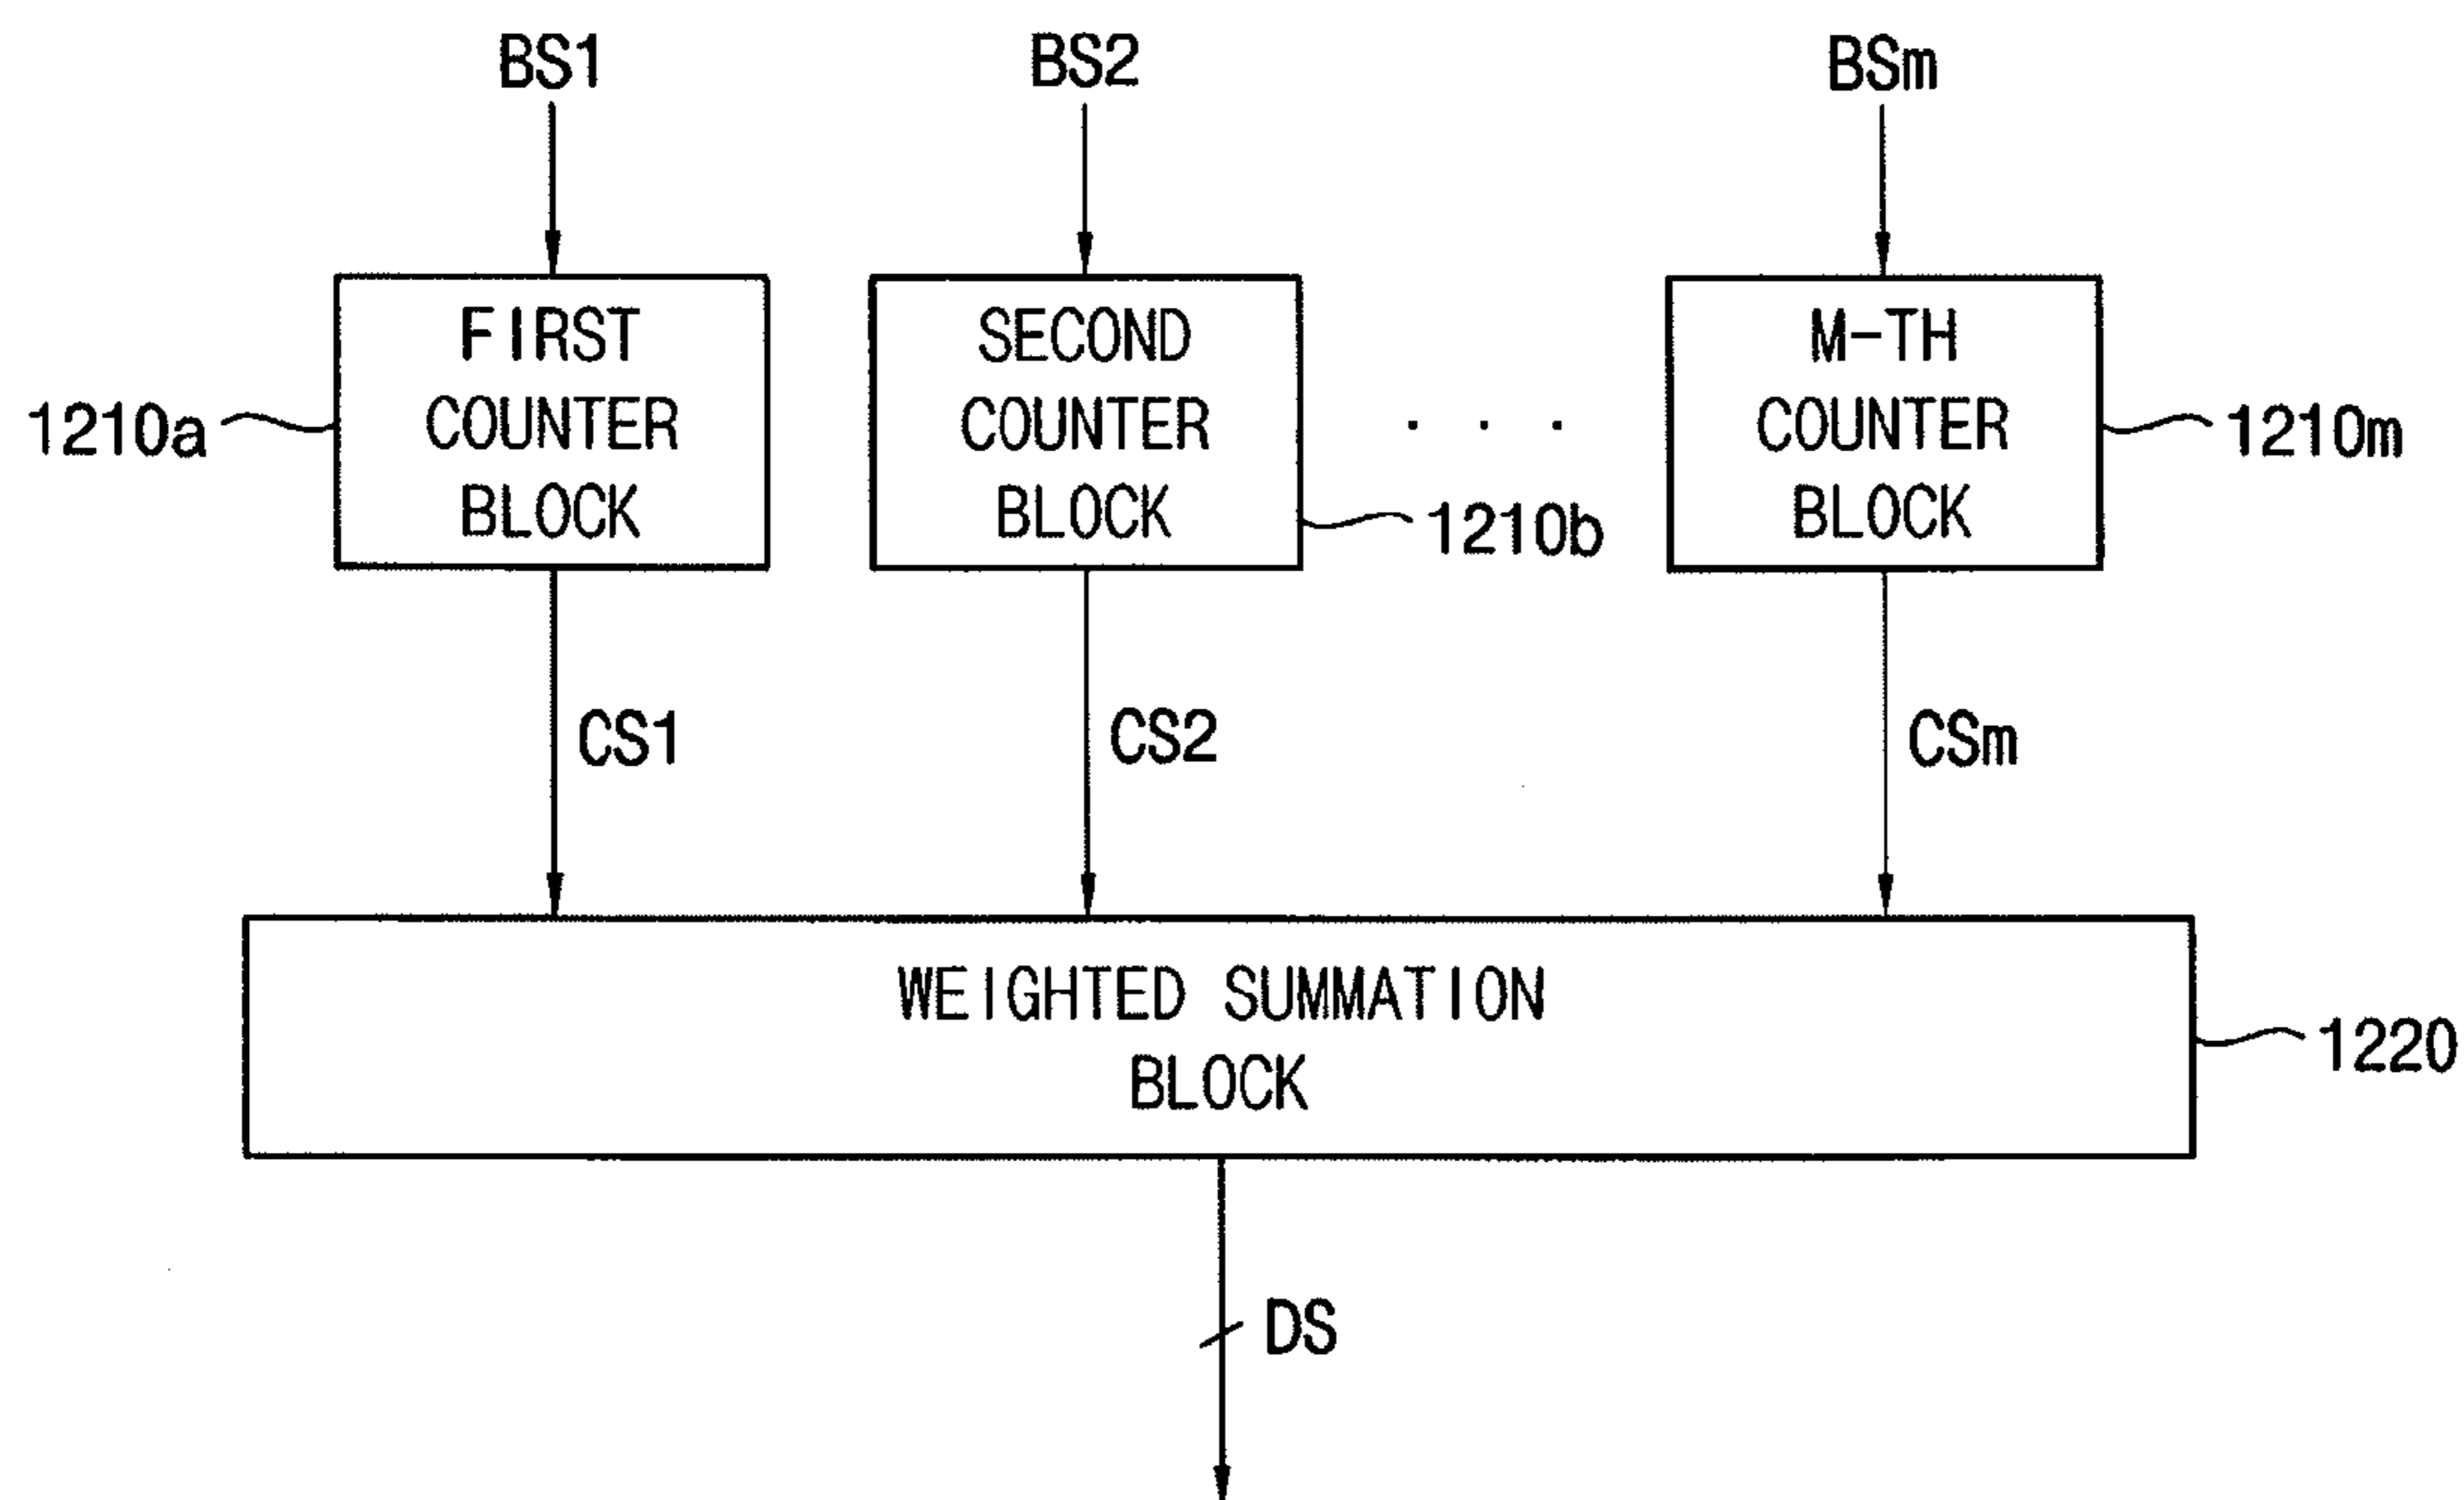 BS1
BS2
BSm
FIRST
COUNTER
BLOCK
1210a
SECOND
COUNTER
BLOCK
1210b
. . .
M-TH
COUNTER
BLOCK
1210m
CS1
CS2
CSm
WEIGHTED SUMMATION
BLOCK
1220
DS